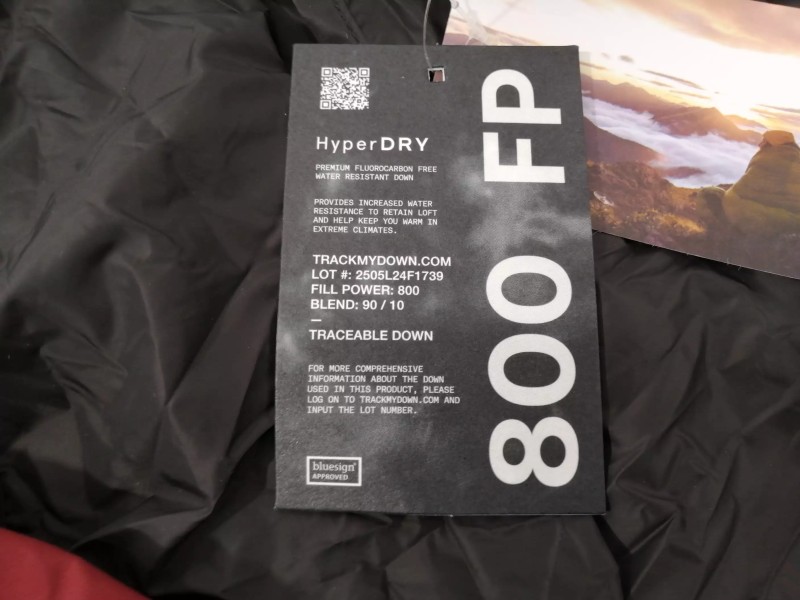 HyperDRY
PREMIUM FLUOROCARBON FREE
WATER RESISTANT DOWN
PROVIDES INCREASED WATER
RESISTANCE TO RETAIN LOFT
AND HELP KEEP YOU WARM IN
EXTREME CLIMATES.
TRACKMYDOWN.COM
LOT #: 2505L24F1739
FILL POWER: 800
BLEND: 90 / 10
—
TRACEABLE DOWN
FOR MORE COMPREHENSIVE
INFORMATION ABOUT THE DOWN
USED IN THIS PRODUCT, PLEASE
LOG ON TO TRACKMYDOWN.COM AND
INPUT THE LOT NUMBER.
bluesign®
APPROVED
800 FP